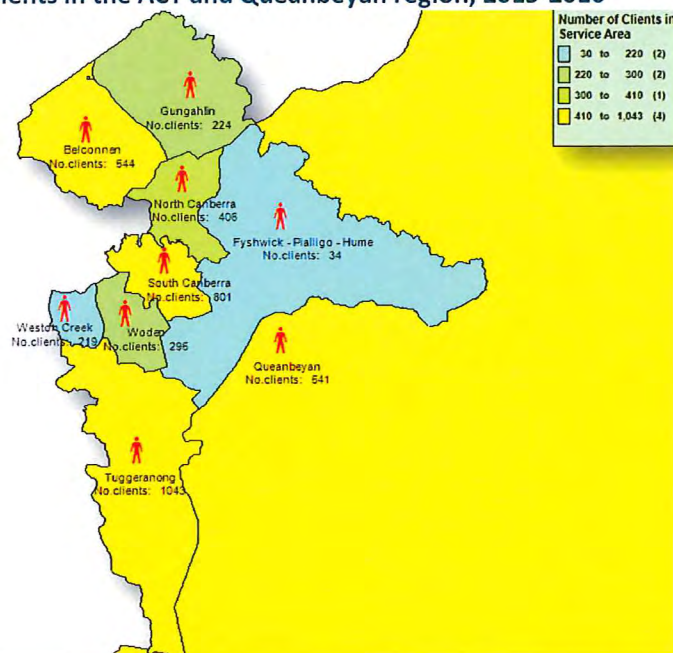 ents in the ACT and Queanbeyan region, 2015-2016
Number of Clients in
Service Area
30 to 220 (2)
220 to 300 (2)
300 to 410 (1)
410 to 1,043 (4)
Gungahlin
No.clients: 224
Belconnen
No.clients: 544
North Canberra
No.clients: 406
Fyshwick - Pialligo - Hume
No.clients: 34
South Canberra
No.clients: 801
Weston Creek
No.clients: 219
Woden
No.clients: 296
Queanbeyan
No.clients: 541
Tuggeranong
No.clients: 1043